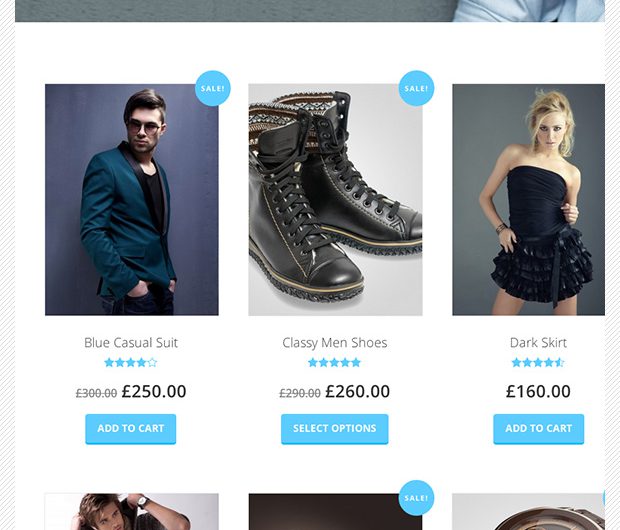 SALE!
SALE!
Blue Casual Suit
Classy Men Shoes
Dark Skirt
£300.00 £250.00
£290.00 £260.00
£160.00
ADD TO CART
SELECT OPTIONS
ADD TO CART
SALE!